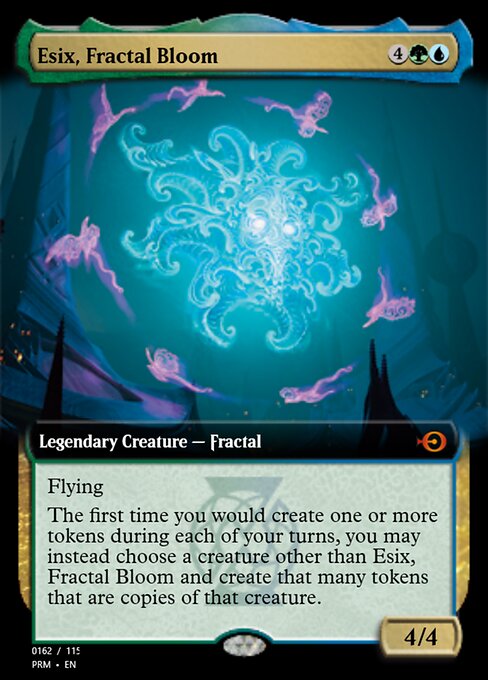 Esix, Fractal Bloom 4
Legendary Creature — Fractal
Flying
The first time you would create one or more
tokens during each of your turns, you may
instead choose a creature other than Esix,
Fractal Bloom and create that many tokens
that are copies of that creature.
4/4
0162 / 115
PRM • EN